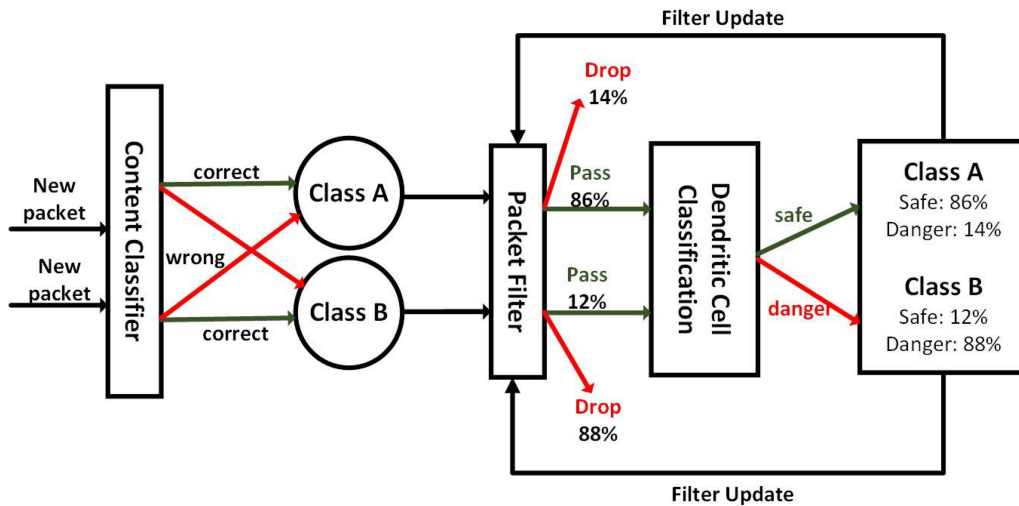 Filter Update
Drop
14%
New
packet
New
packet
Content Classifier
correct
wrong
correct
Class A
Class B
Packet Filter
Pass
86%
Pass
12%
Drop
88%
Dendritic Cell
Classification
safe
danger
Class A
Safe: 86%
Danger: 14%
Class B
Safe: 12%
Danger: 88%
Filter Update